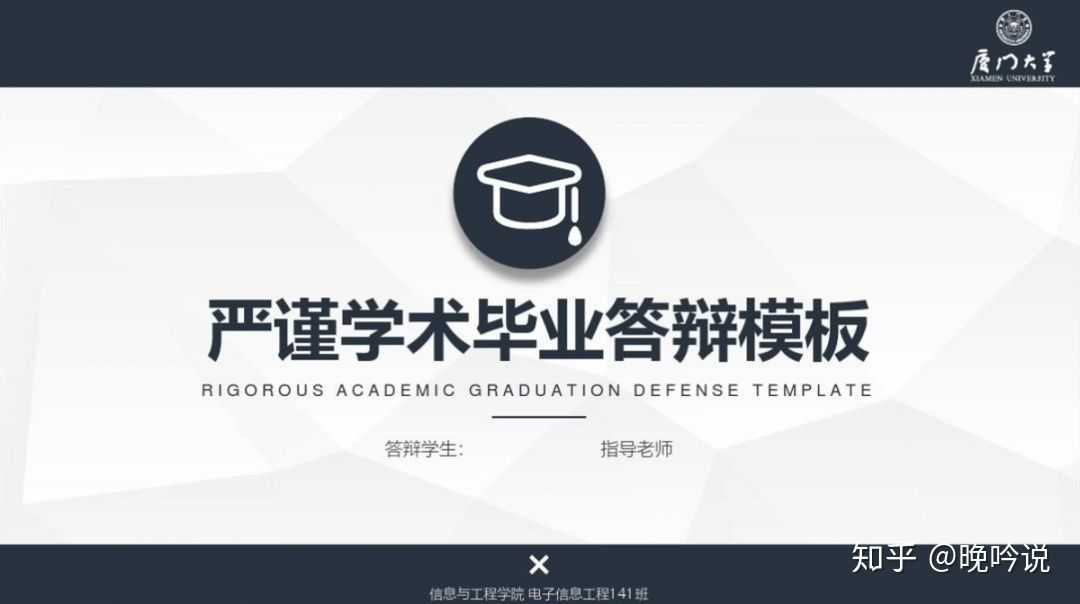 厦门大学
XIAMEN UNIVERSITY
严谨学术毕业答辩模板
RIGOROUS ACADEMIC GRADUATION DEFENSE TEMPLATE
答辩学生: 指导老师
知乎 @晚吟说
信息与工程学院 电子信息工程141班